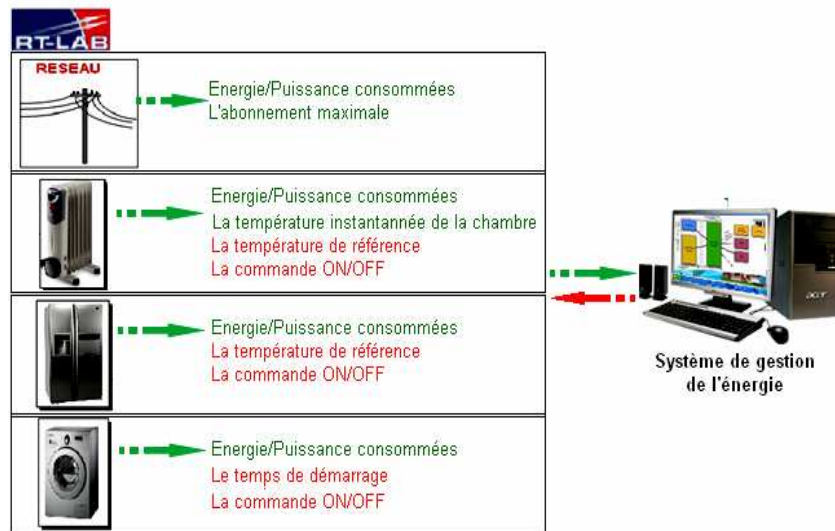 RT-LAB
RESEAU
Energie/Puissance consommées
L'abonnement maximale
Energie/Puissance consommées
La température instantannée de la chambre
La température de référence
La commande ON/OFF
Energie/Puissance consommées
La température de référence
La commande ON/OFF
Energie/Puissance consommées
Le temps de démarrage
La commande ON/OFF
acer
Système de gestion
de l'énergie